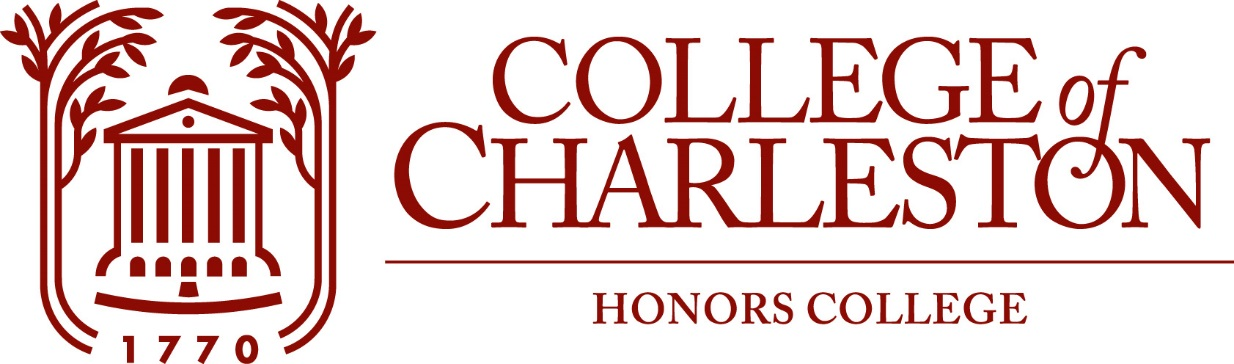 COLLEGE of
CHARLESTON
HONORS COLLEGE
1770